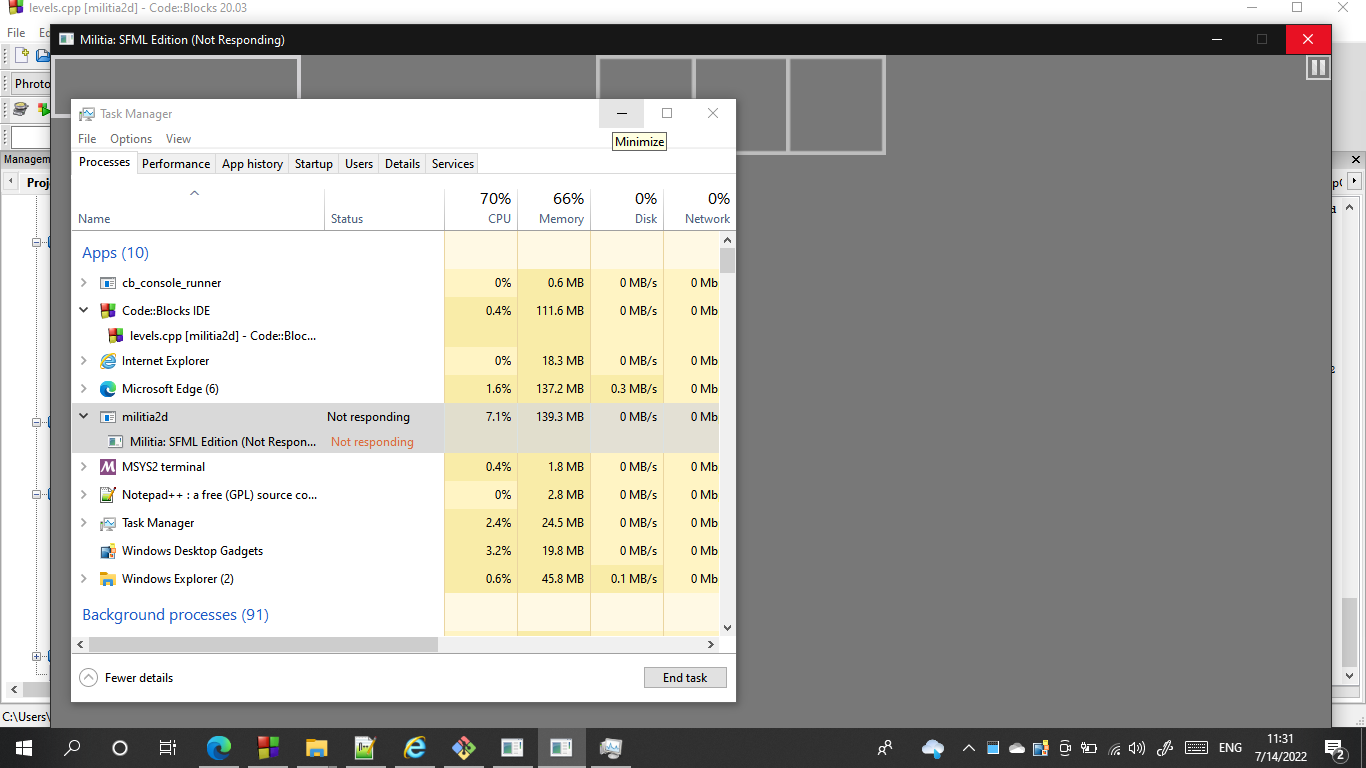 levels.cpp [militia2d] - Code::Blocks 20.03
File
Militia: SFML Edition (Not Responding)
Phroto
Managem
Proj
Task Manager
Minimize
File Options View
Processes Performance App history Startup Users Details Services
70% 66% 0% 0%
Name Status CPU Memory Disk Network
Apps (10)
cb_console_runner 0% 0.6 MB 0 MB/s 0 Mb
Code::Blocks IDE 0.4% 111.6 MB 0 MB/s 0 Mb
levels.cpp [militia2d] - Code::Bloc...
Internet Explorer 0% 18.3 MB 0 MB/s 0 Mb
Microsoft Edge (6) 1.6% 137.2 MB 0.3 MB/s 0 Mb
militia2d Not responding 7.1% 139.3 MB 0 MB/s 0 Mb
Militia: SFML Edition (Not Respon... Not responding
MSYS2 terminal 0.4% 1.8 MB 0 MB/s 0 Mb
Notepad++ : a free (GPL) source co... 0% 2.8 MB 0 MB/s 0 Mb
Task Manager 2.4% 24.5 MB 0 MB/s 0 Mb
Windows Desktop Gadgets 3.2% 19.8 MB 0 MB/s 0 Mb
Windows Explorer (2) 0.6% 45.8 MB 0.1 MB/s 0 Mb
Background processes (91)
Fewer details End task
C:\Users\
ENG
11:31
7/14/2022
2